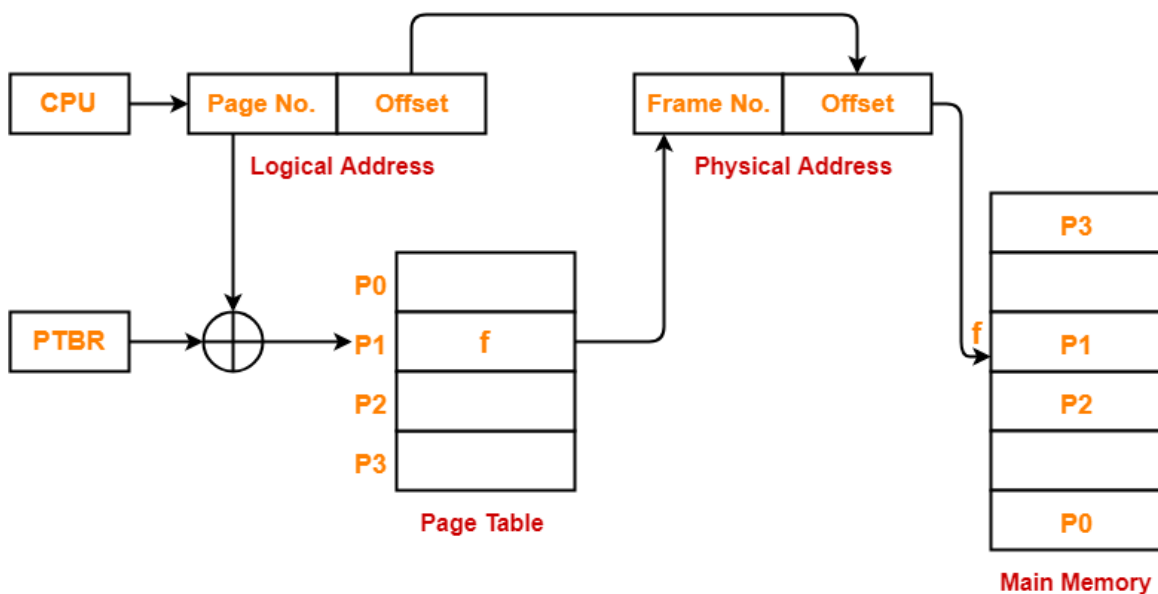 CPU
Page No.
Offset
Frame No.
Offset
Logical Address
Physical Address
P3
P0
PTBR
P1
f
f
P1
P2
P2
P3
P0
Page Table
Main Memory